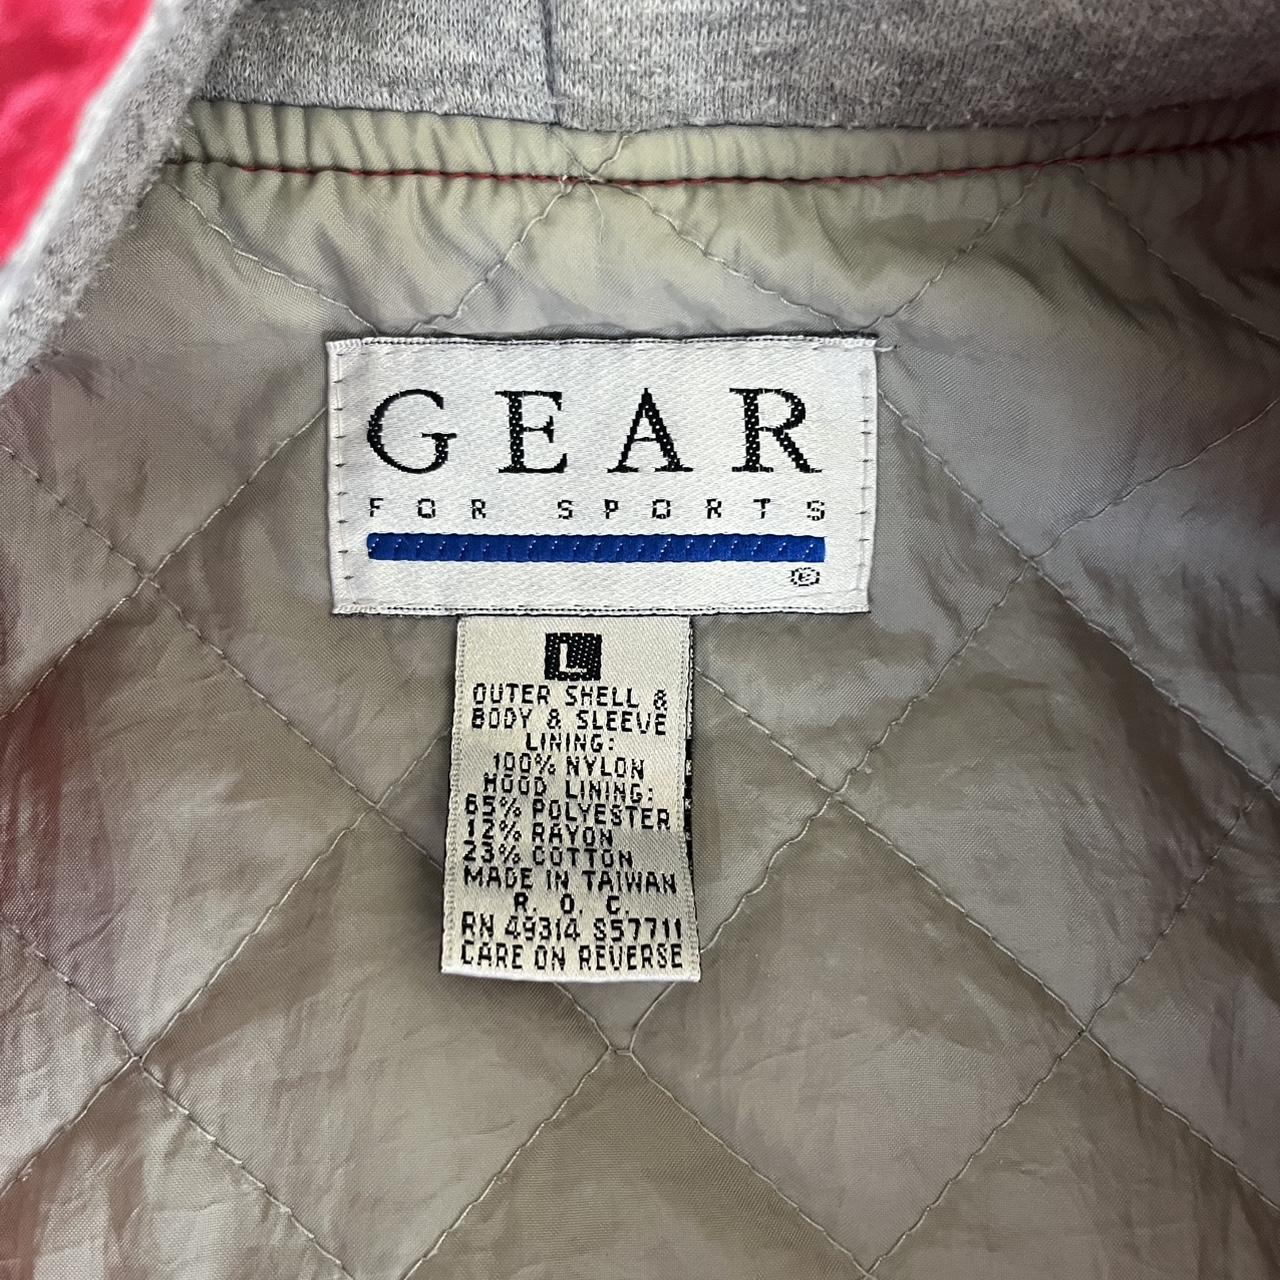 GEAR
FOR SPORTS
®
L
OUTER SHELL &
BODY & SLEEVE
LINING:
100% NYLON
HOOD LINING:
65% POLYESTER
12% RAYON
23% COTTON
MADE IN TAIWAN
R. O. C.
RN 49314 S57711
CARE ON REVERSE